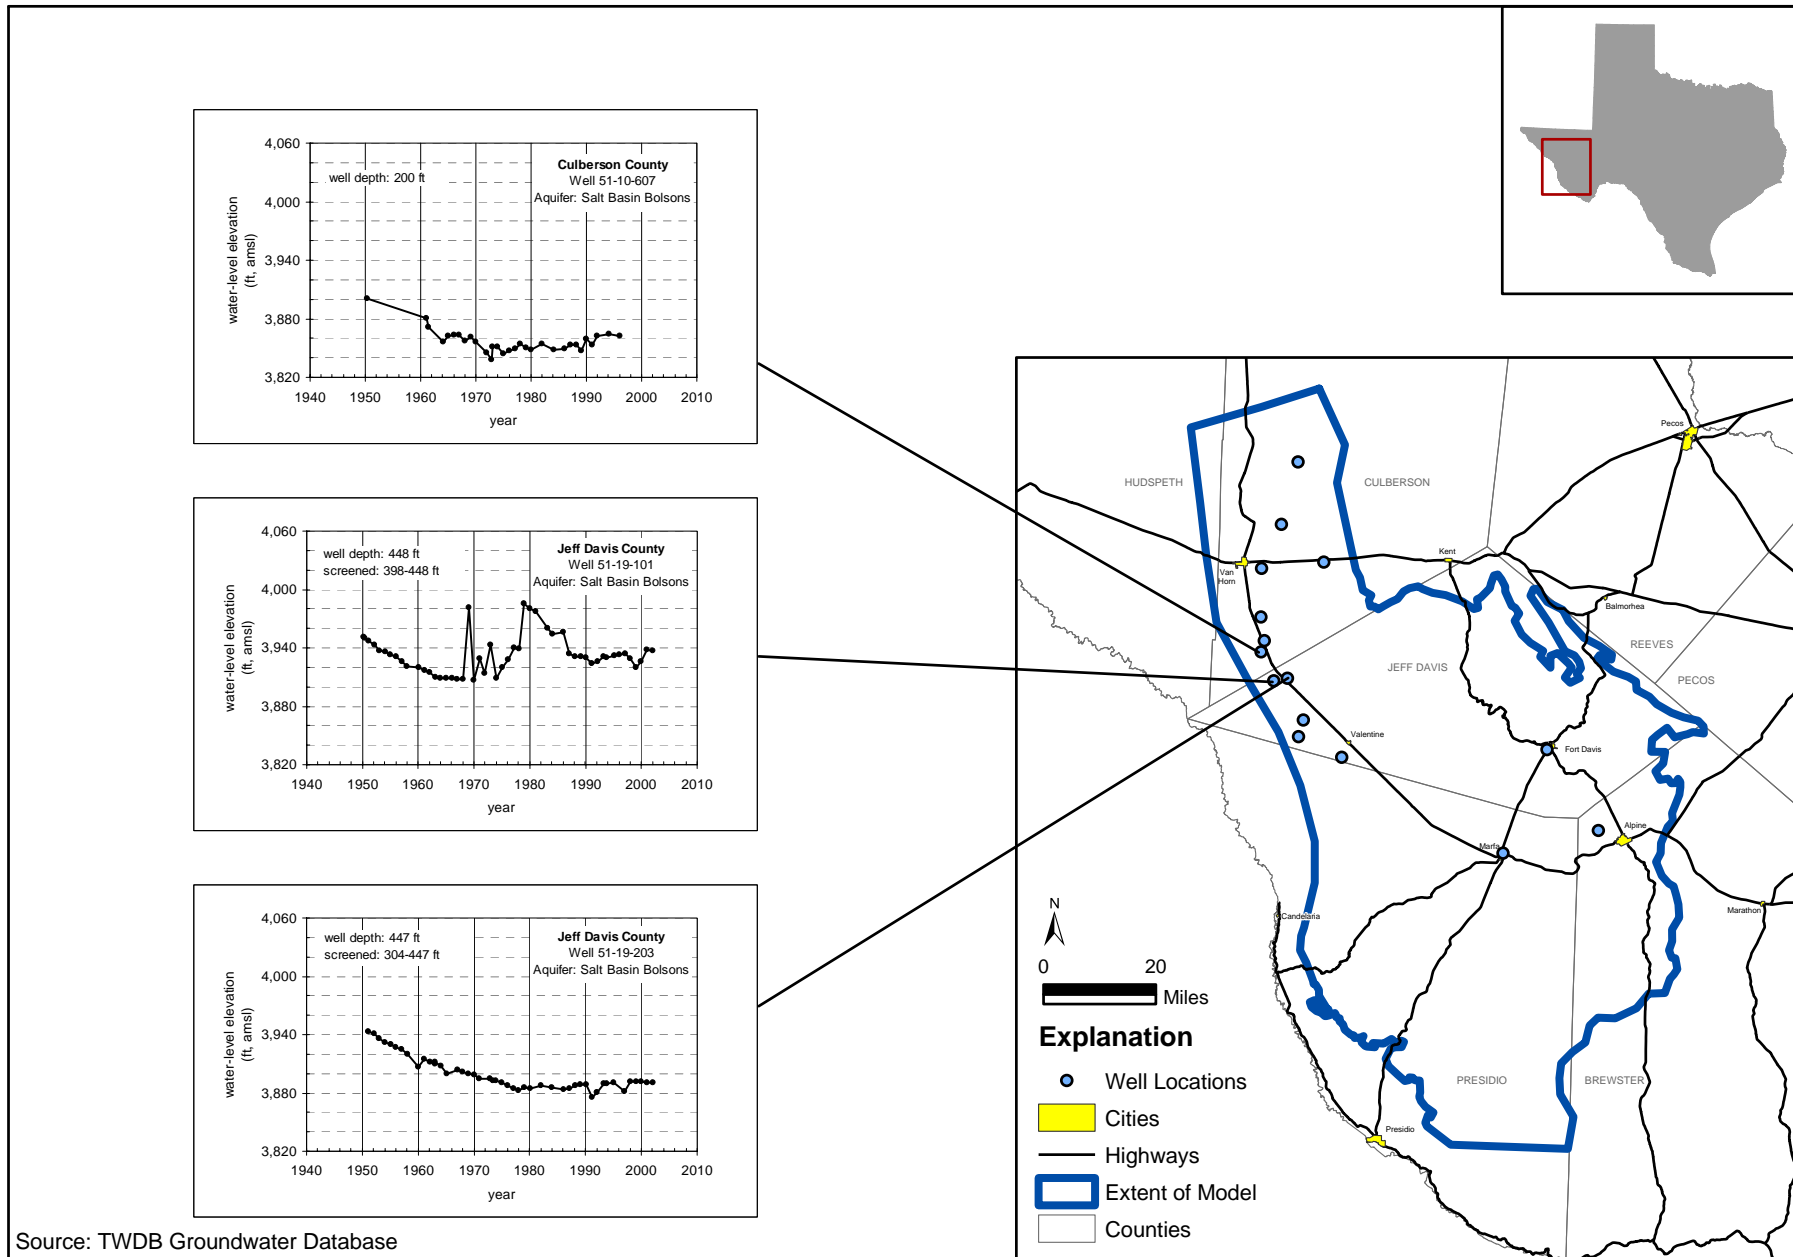 4,060
4,000
3,940
3,880
3,820
water-level elevation
(ft, amsl)
well depth: 200 ft
Culberson County
Well 51-10-607
Aquifer: Salt Basin Bolsons
1940 1950 1960 1970 1980 1990 2000 2010
year
4,060
4,000
3,940
3,880
3,820
water-level elevation
(ft, amsl)
well depth: 448 ft
screened: 398-448 ft
Jeff Davis County
Well 51-19-101
Aquifer: Salt Basin Bolsons
1940 1950 1960 1970 1980 1990 2000 2010
year
4,060
4,000
3,940
3,880
3,820
water-level elevation
(ft, amsl)
well depth: 447 ft
screened: 304-447 ft
Jeff Davis County
Well 51-19-203
Aquifer: Salt Basin Bolsons
1940 1950 1960 1970 1980 1990 2000 2010
year
Source: TWDB Groundwater Database
Pecos
HUDSPETH
CULBERSON
Kent
Van
Horn
Balmorhea
REEVES
JEFF DAVIS
PECOS
Valentine
Fort Davis
Alpine
Marfa
Marathon
Candelaria
PRESIDIO
BREWSTER
Presidio
N
0 20
Miles
Explanation
Well Locations
Cities
Highways
Extent of Model
Counties